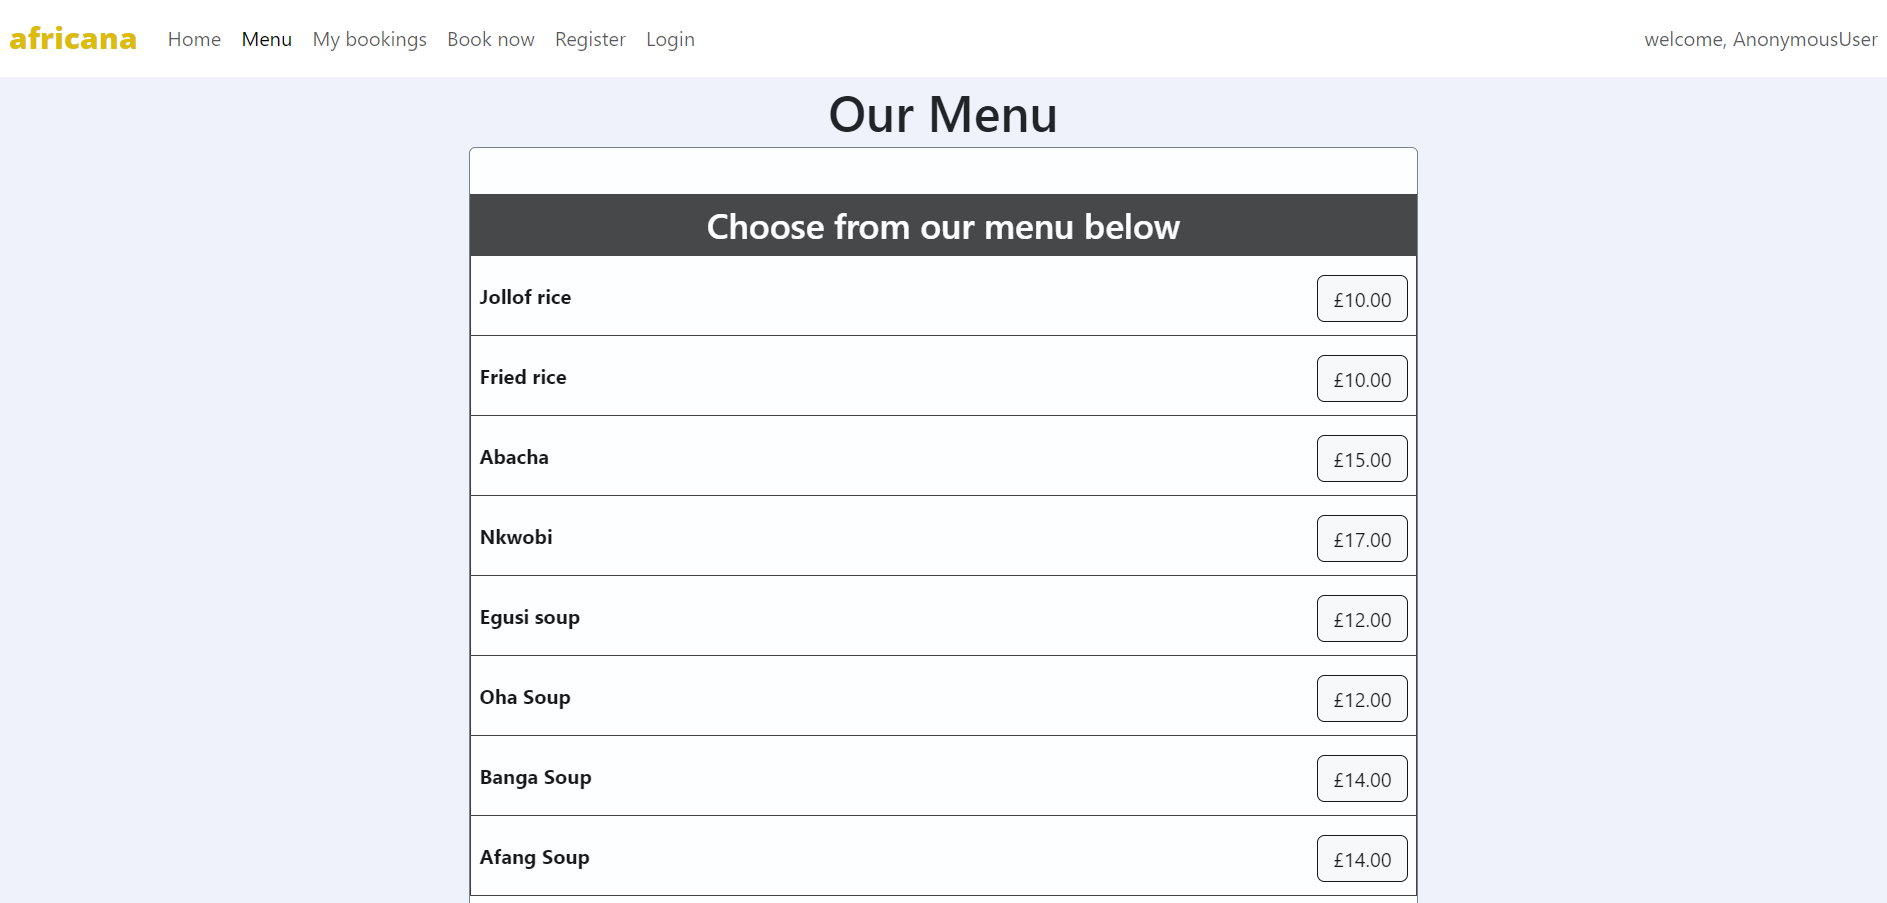 africana Home Menu My bookings Book now Register Login welcome, AnonymousUser
Our Menu
Choose from our menu below
Jollof rice £10.00
Fried rice £10.00
Abacha £15.00
Nkwobi £17.00
Egusi soup £12.00
Oha Soup £12.00
Banga Soup £14.00
Afang Soup £14.00